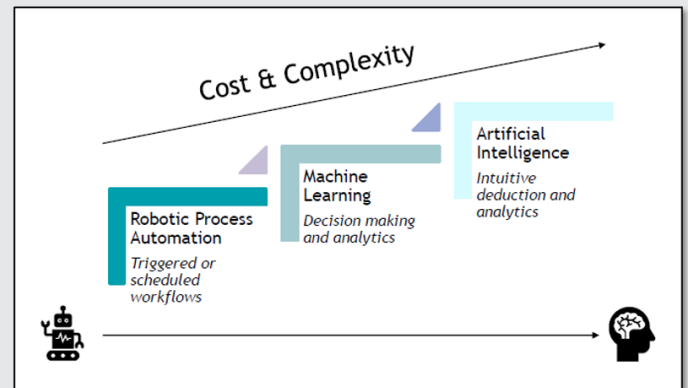 Cost & Complexity
Robotic Process
Automation
Triggered or
scheduled
workflows
Machine
Learning
Decision making
and analytics
Artificial
Intelligence
Intuitive
deduction and
analytics